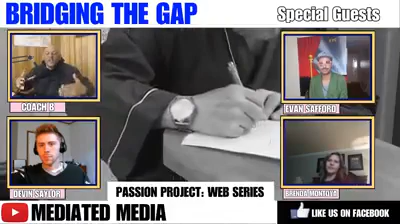 BRIDGING THE GAP
Special Guests
COACH B
EVAN SAFFORD
DEVIN SAYLOR
BRENDA MONTOYA
PASSION PROJECT: WEB SERIES
MEDIATED MEDIA
LIKE US ON FACEBOOK